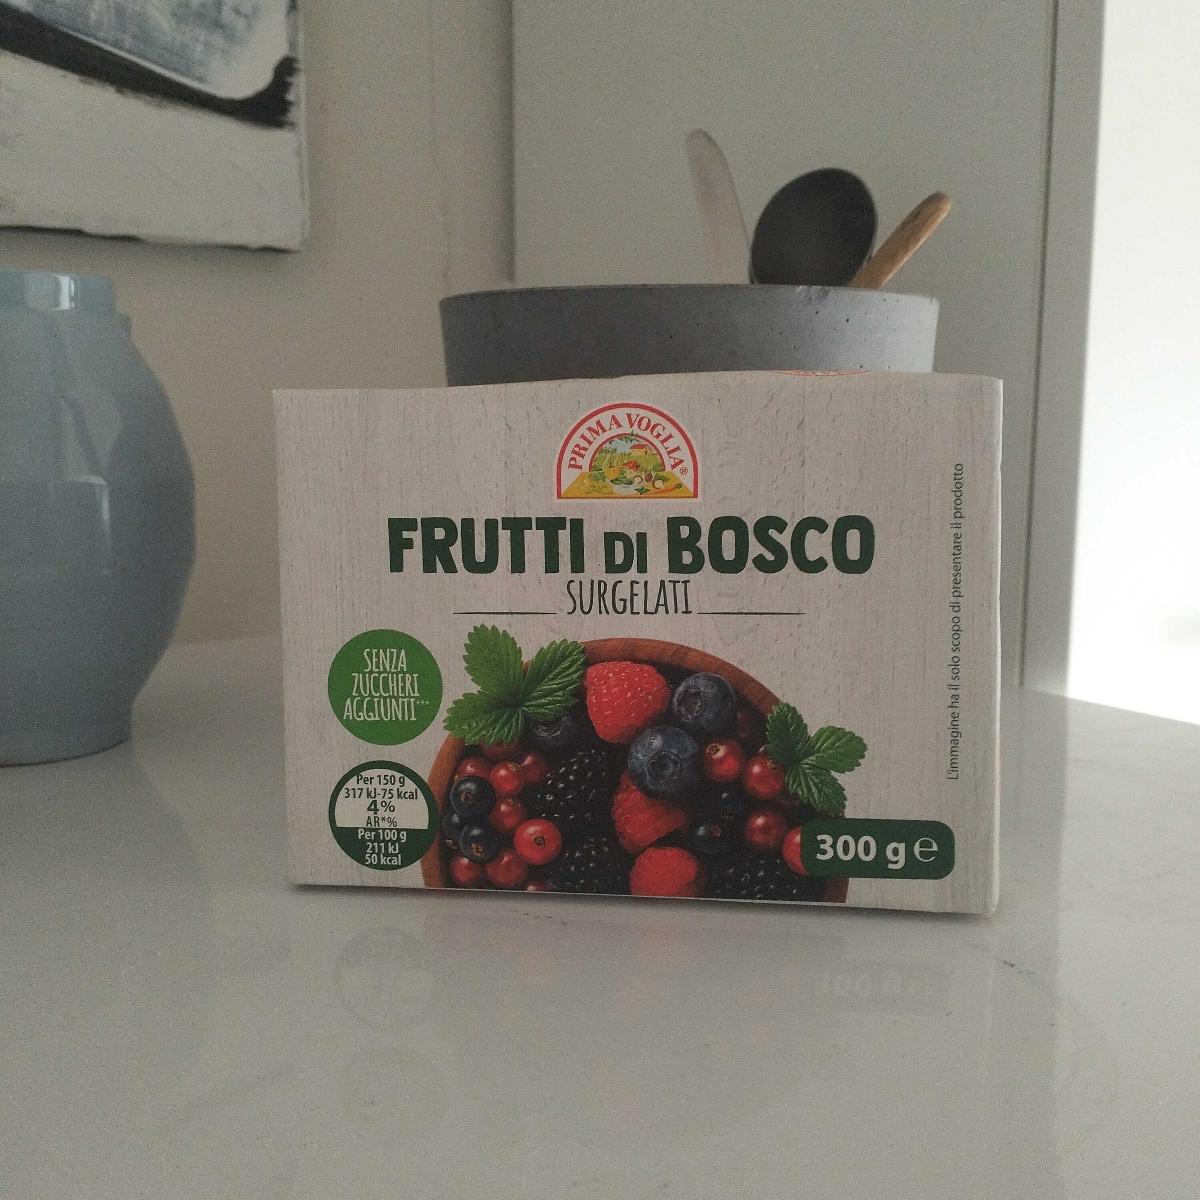 PRIMA VOGLIA®
FRUTTI DI BOSCO
SURGELATI
SENZA
ZUCCHERI
AGGIUNTI***
Per 150 g
317 kJ-75 kcal
4%
AR*%
Per 100 g
211 kJ
50 kcal
300 g ℮
L'immagine ha il solo scopo di presentare il prodotto